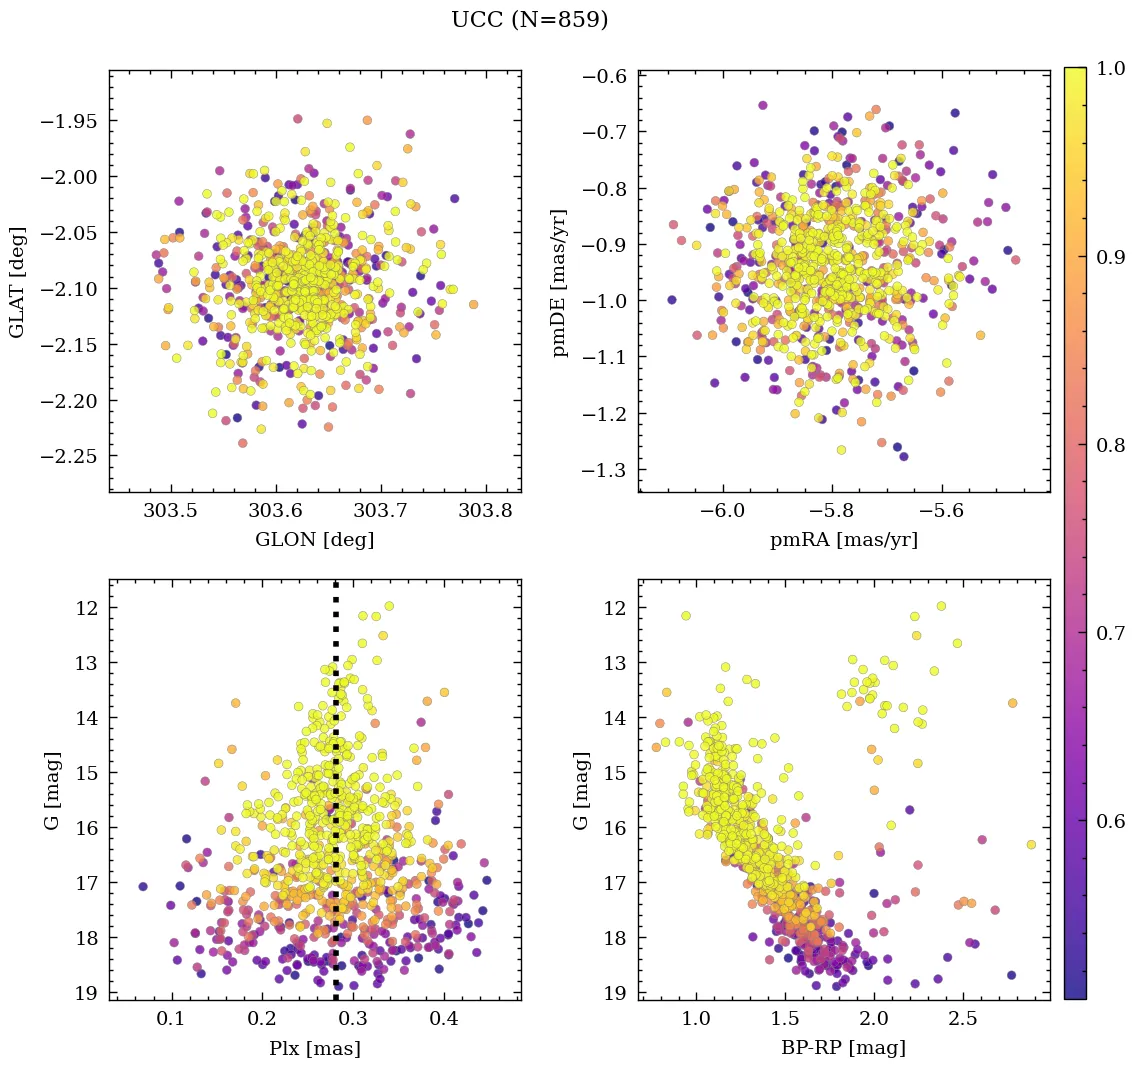 UCC (N=859)
−1.95
−2.00
−2.05
−2.10
−2.15
−2.20
−2.25
GLAT [deg]
303.5 303.6 303.7 303.8
GLON [deg]
−0.6
−0.7
−0.8
−0.9
−1.0
−1.1
−1.2
−1.3
pmDE [mas/yr]
−6.0 −5.8 −5.6
pmRA [mas/yr]
1.0
0.9
0.8
0.7
0.6
12
13
14
15
16
17
18
19
G [mag]
0.1 0.2 0.3 0.4
Plx [mas]
12
13
14
15
16
17
18
19
G [mag]
1.0 1.5 2.0 2.5
BP-RP [mag]